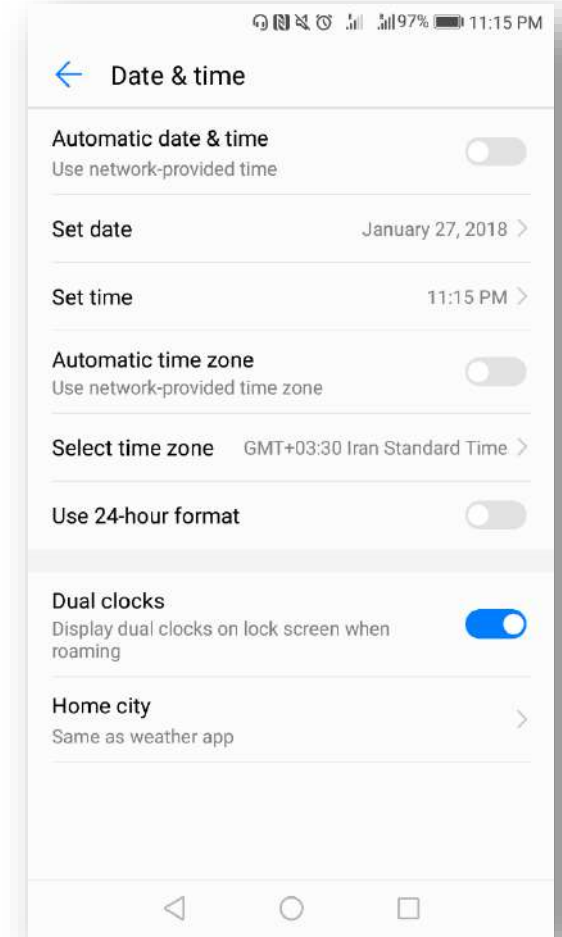 97% 11:15 PM
Date & time
Automatic date & time
Use network-provided time
Set date January 27, 2018
Set time 11:15 PM
Automatic time zone
Use network-provided time zone
Select time zone GMT+03:30 Iran Standard Time
Use 24-hour format
Dual clocks
Display dual clocks on lock screen when
roaming
Home city
Same as weather app